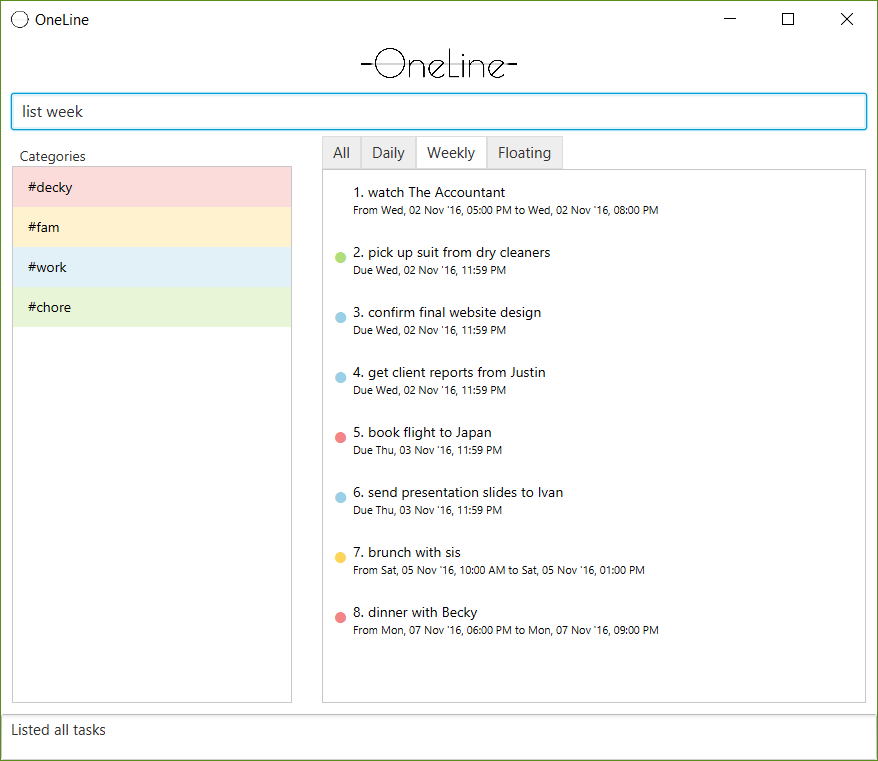 OneLine
-OneLine-
list week
Categories
#decky
#fam
#work
#chore
All Daily Weekly Floating
1. watch The Accountant
From Wed, 02 Nov '16, 05:00 PM to Wed, 02 Nov '16, 08:00 PM
2. pick up suit from dry cleaners
Due Wed, 02 Nov '16, 11:59 PM
3. confirm final website design
Due Wed, 02 Nov '16, 11:59 PM
4. get client reports from Justin
Due Wed, 02 Nov '16, 11:59 PM
5. book flight to Japan
Due Thu, 03 Nov '16, 11:59 PM
6. send presentation slides to Ivan
Due Thu, 03 Nov '16, 11:59 PM
7. brunch with sis
From Sat, 05 Nov '16, 10:00 AM to Sat, 05 Nov '16, 01:00 PM
8. dinner with Becky
From Mon, 07 Nov '16, 06:00 PM to Mon, 07 Nov '16, 09:00 PM
Listed all tasks